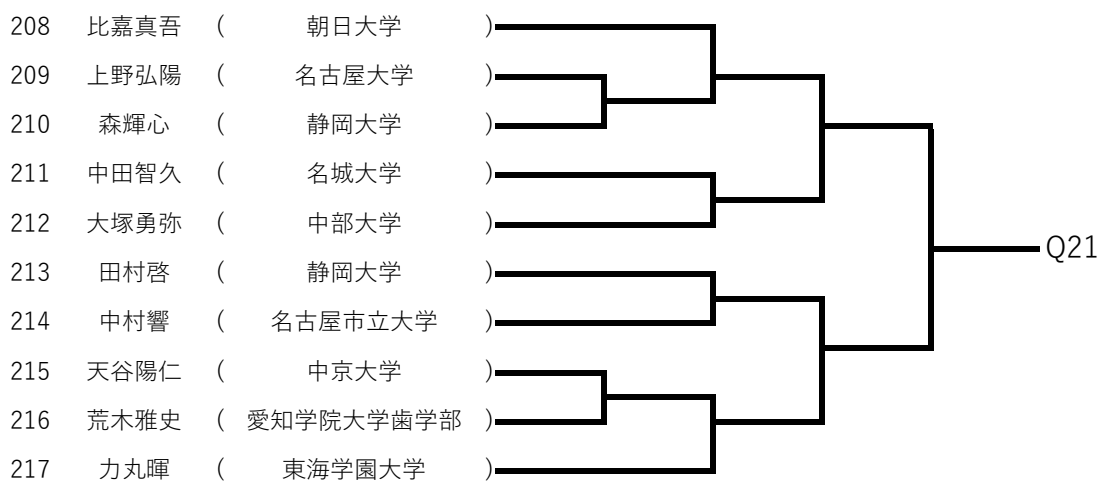 208 比嘉真吾 ( 朝日大学 )
209 上野弘陽 ( 名古屋大学 )
210 森輝心 ( 静岡大学 )
211 中田智久 ( 名城大学 )
212 大塚勇弥 ( 中部大学 )
213 田村啓 ( 静岡大学 )
Q21
214 中村響 ( 名古屋市立大学 )
215 天谷陽仁 ( 中京大学 )
216 荒木雅史 ( 愛知学院大学歯学部 )
217 力丸暉 ( 東海学園大学 )